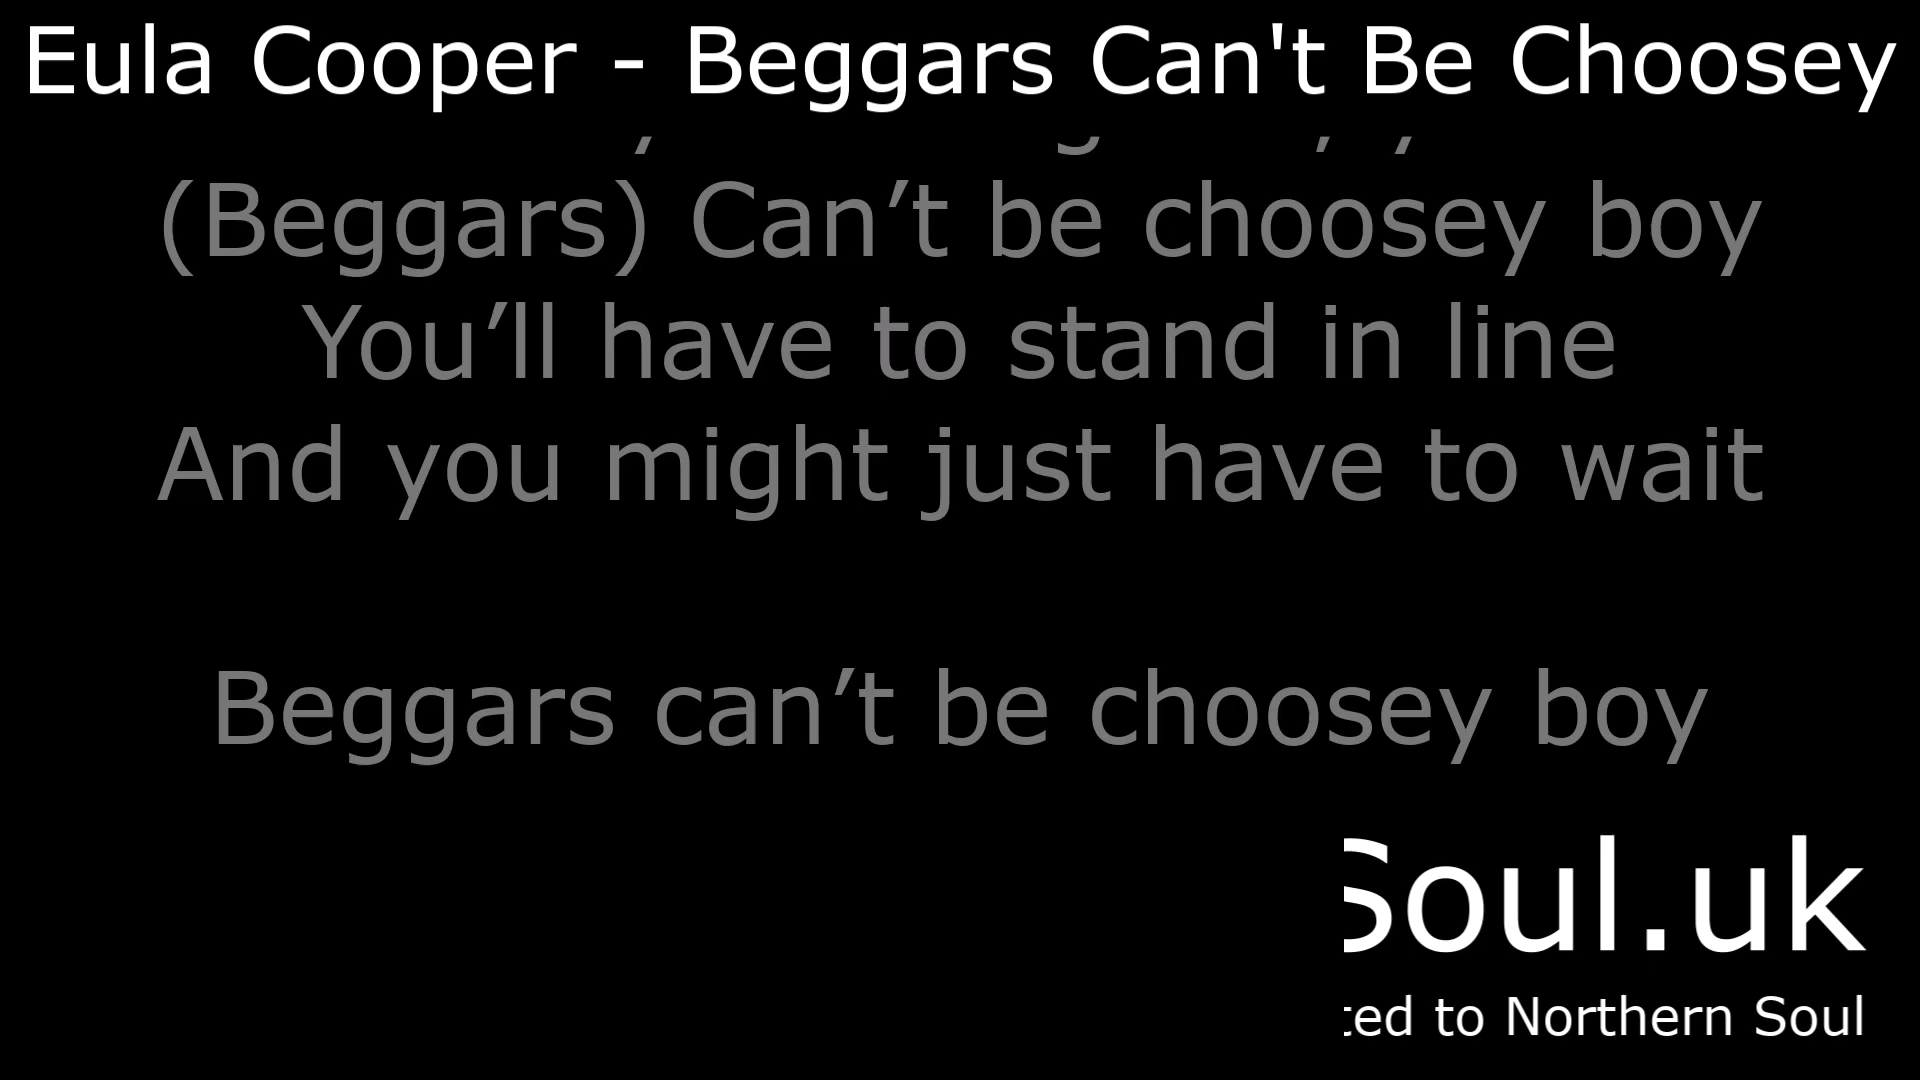 Eula Cooper - Beggars Can't Be Choosey
(Beggars) Can’t be choosey boy
You’ll have to stand in line
And you might just have to wait
Beggars can’t be choosey boy
Soul.uk
to Northern Soul